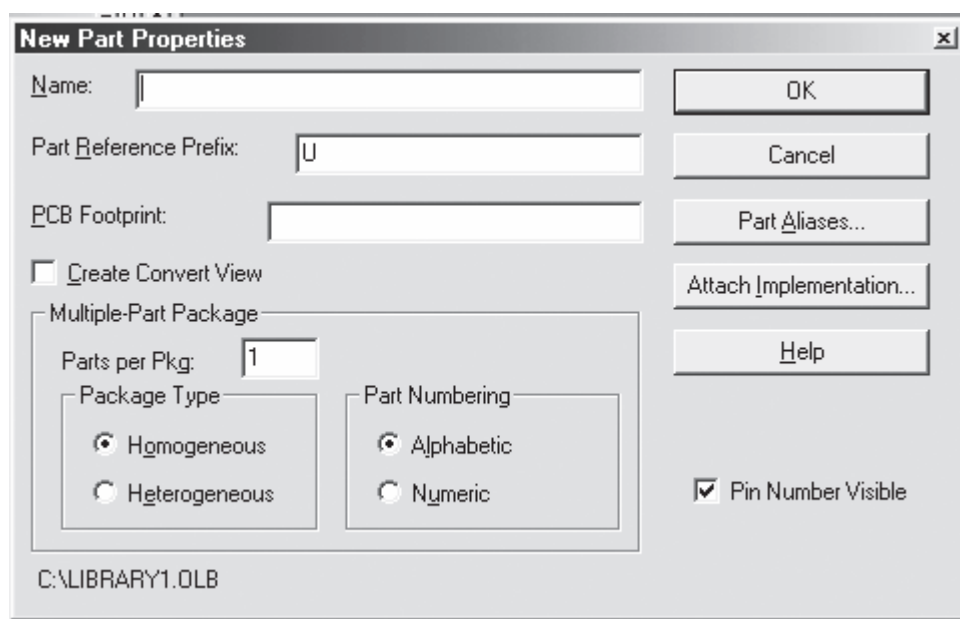 New Part Properties
Name:
OK
Part Reference Prefix: U
Cancel
PCB Footprint:
Part Aliases...
Create Convert View
Attach Implementation...
Multiple-Part Package
Parts per Pkg: 1
Help
Package Type
Homogeneous
Heterogeneous
Part Numbering
Alphabetic
Numeric
Pin Number Visible
C:\LIBRARY1.OLB